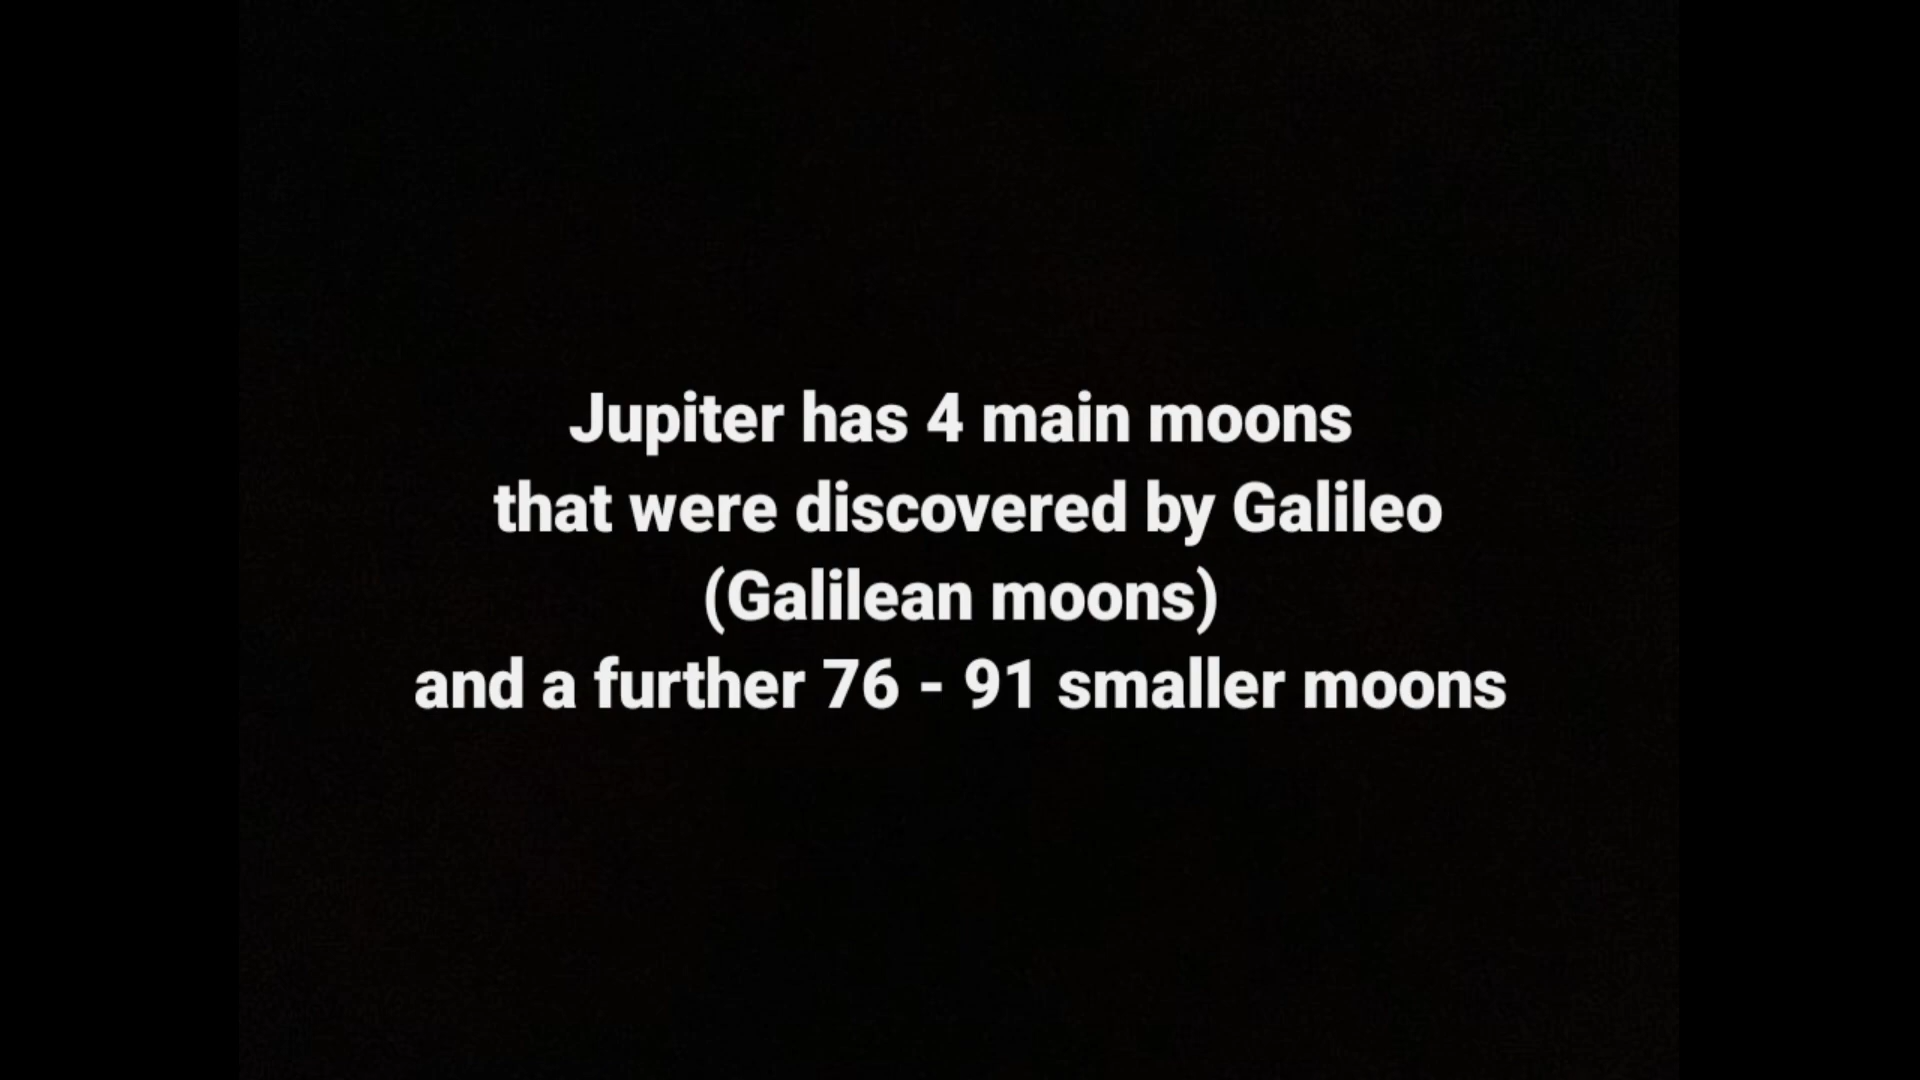 Jupiter has 4 main moons
that were discovered by Galileo
(Galilean moons)
and a further 76 - 91 smaller moons